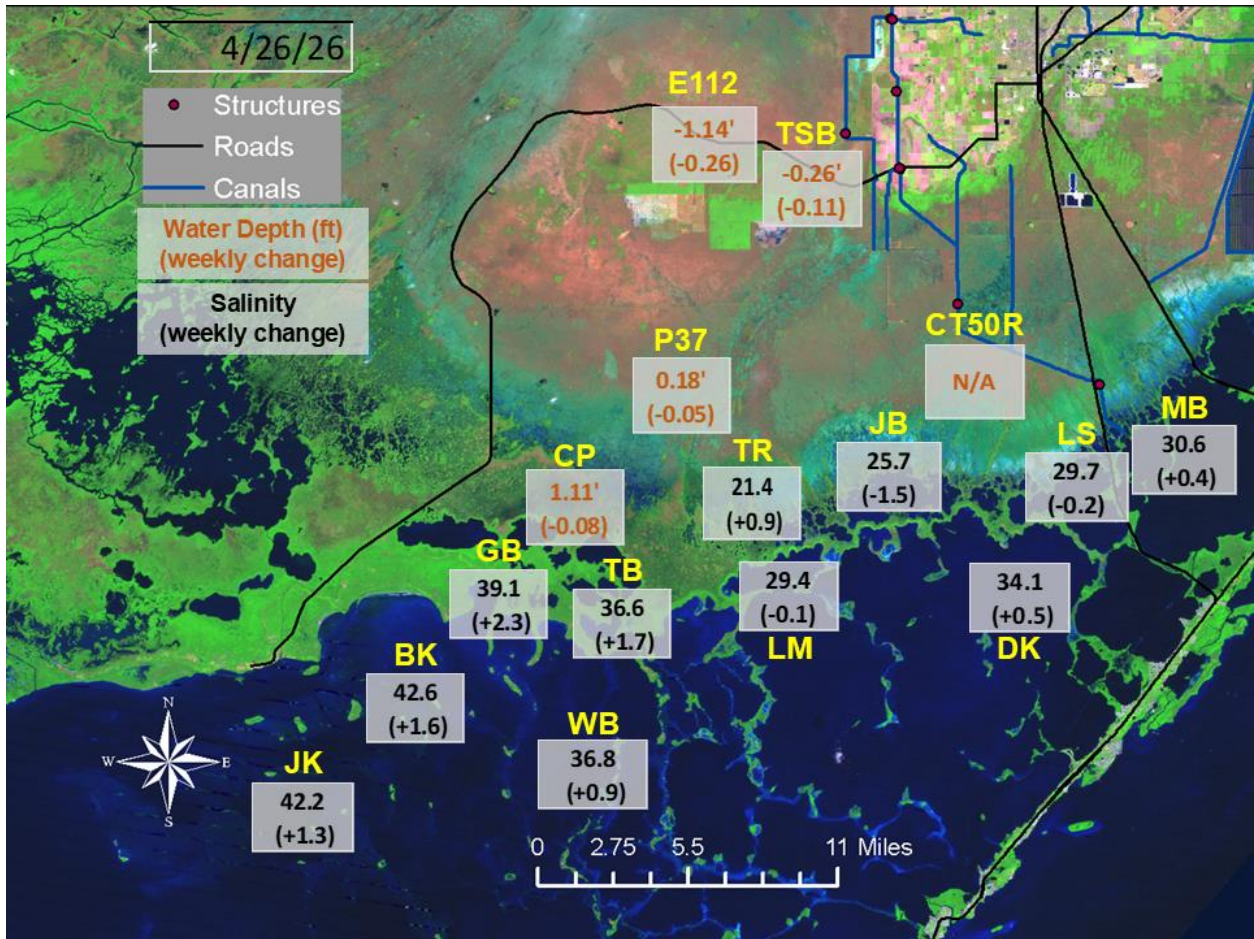 4/26/26
Structures
Roads
Canals
Water Depth (ft)
(weekly change)
Salinity
(weekly change)
E112
-1.14'
(-0.26)
TSB
-0.26'
(-0.11)
P37
0.18'
(-0.05)
CT50R
N/A
CP
1.11'
(-0.08)
TR
21.4
(+0.9)
JB
25.7
(-1.5)
LS
29.7
(-0.2)
MB
30.6
(+0.4)
GB
39.1
(+2.3)
TB
36.6
(+1.7)
29.4
(-0.1)
LM
34.1
(+0.5)
DK
BK
42.6
(+1.6)
WB
36.8
(+0.9)
JK
42.2
(+1.3)
N
W
E
S
0 2.75 5.5 11 Miles